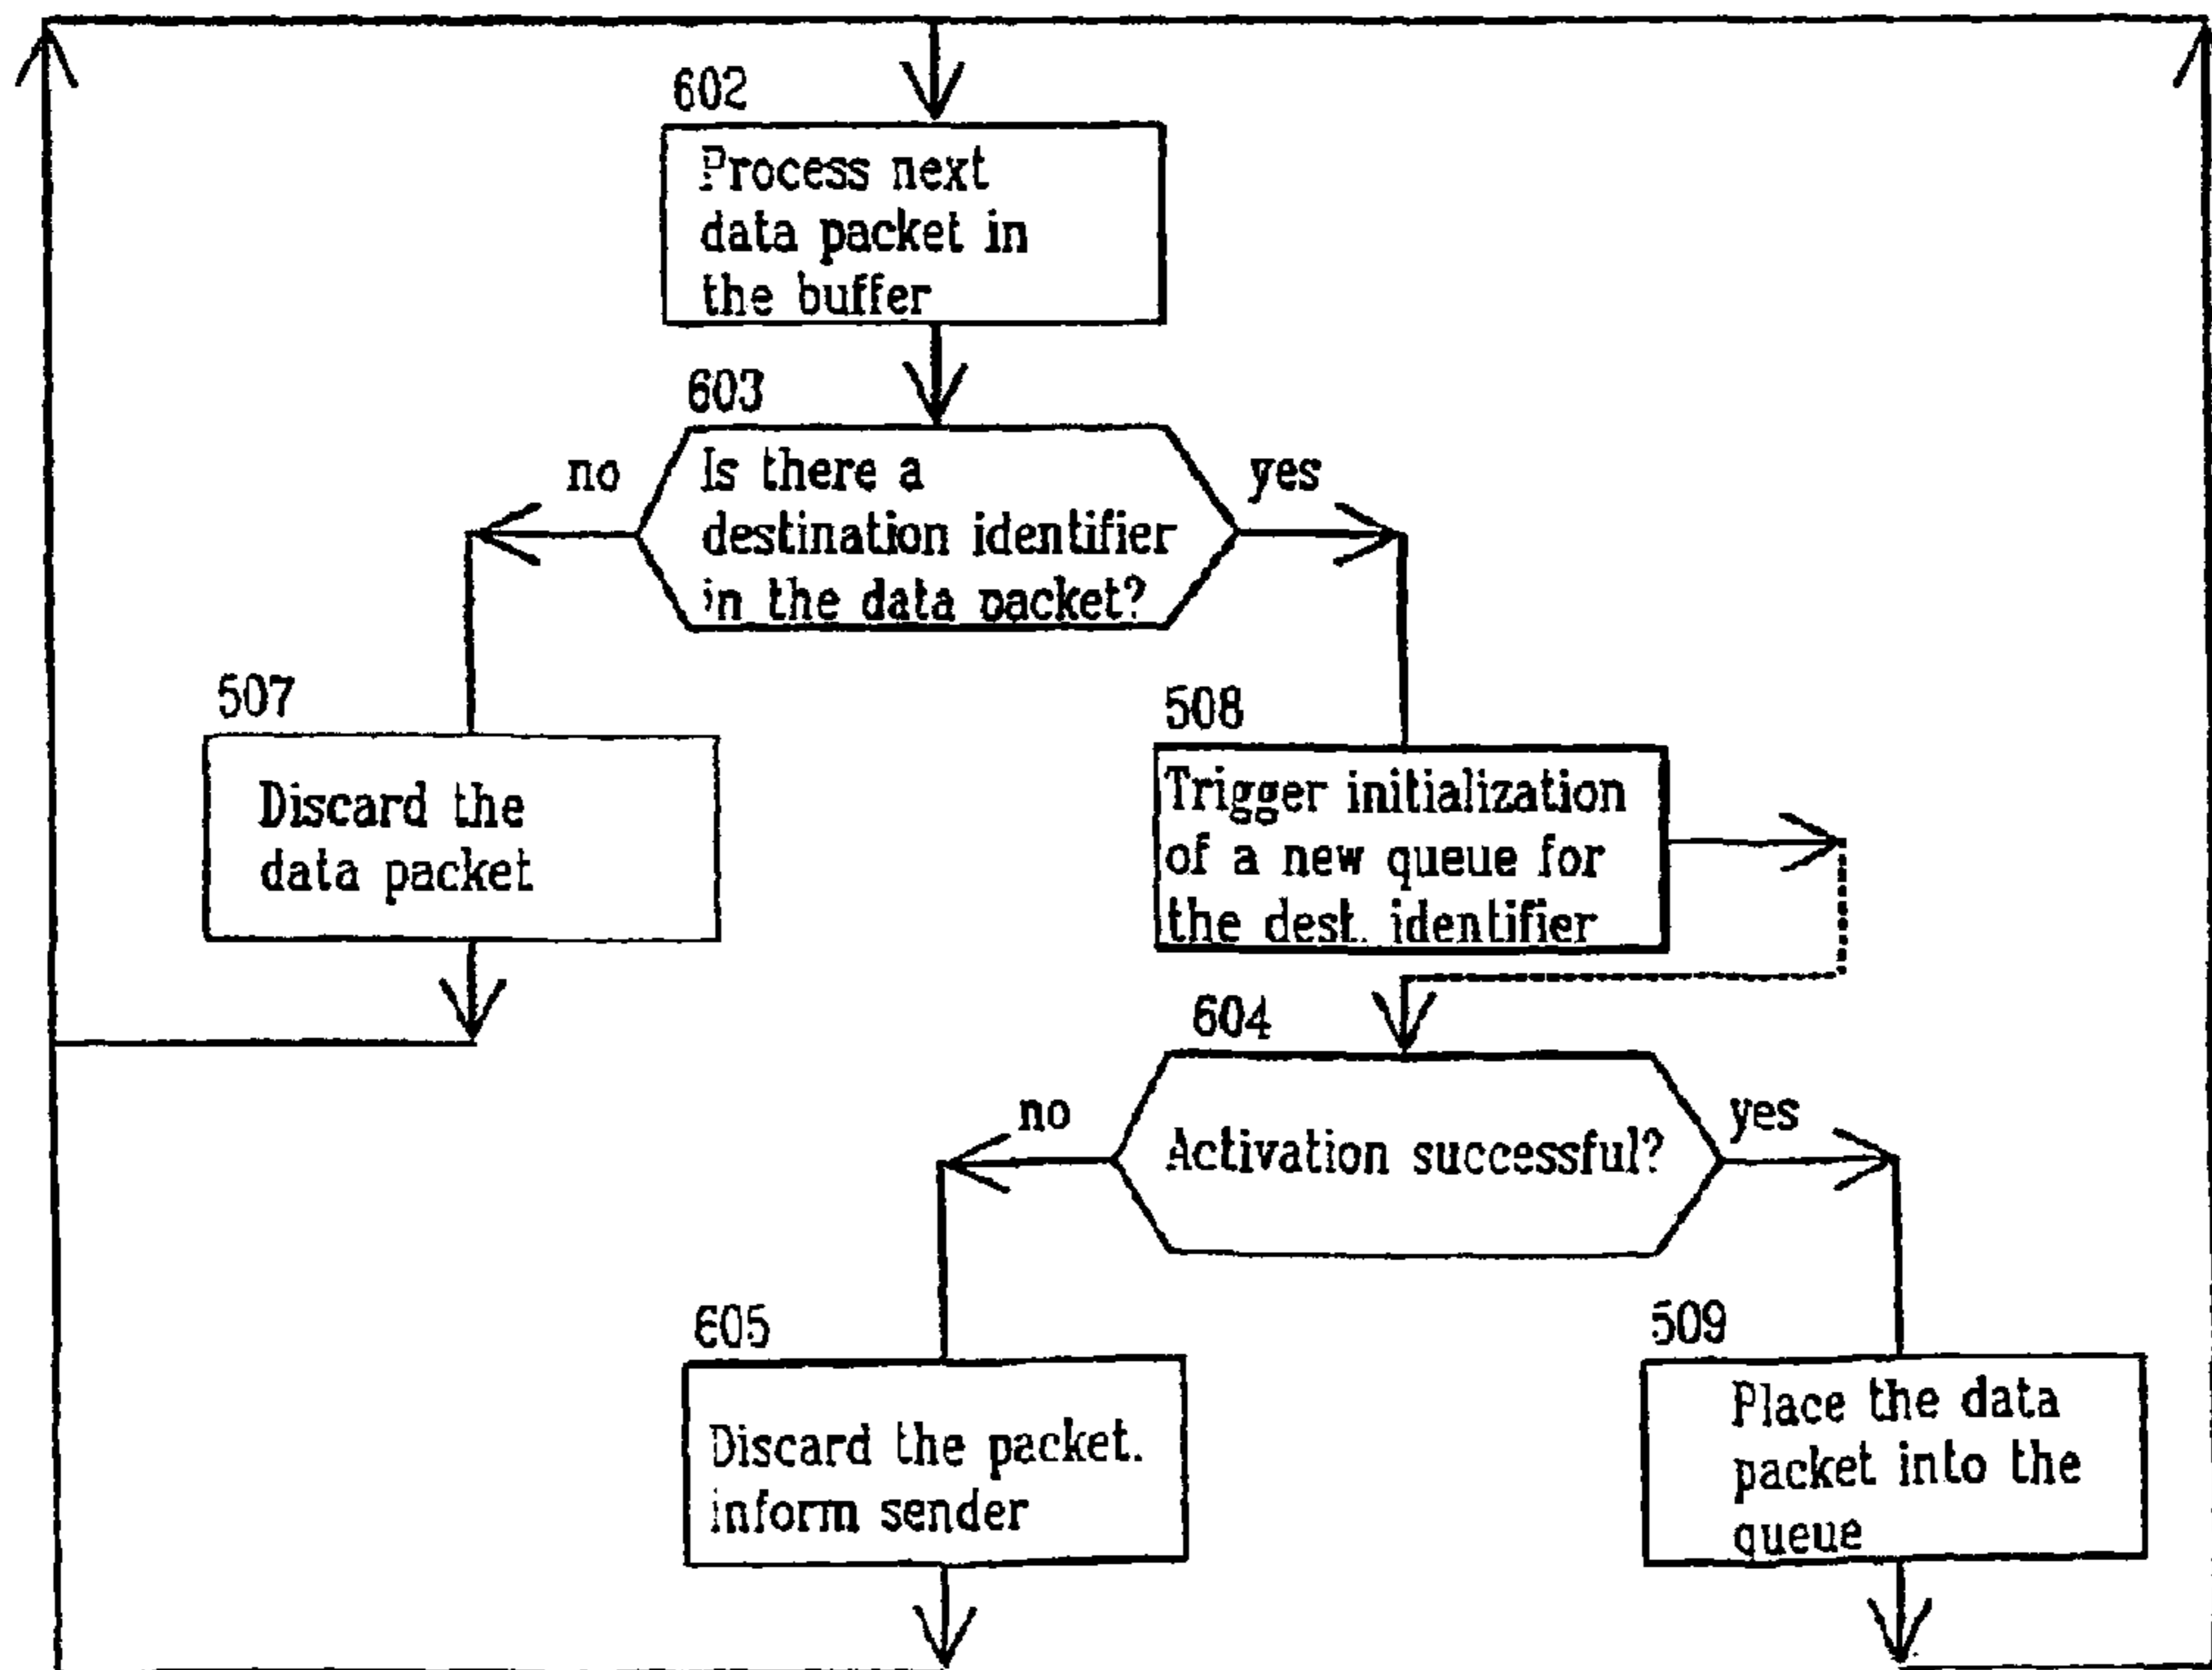 602
Process next
data packet in
the buffer
603
no
Is there a
destination identifier
in the data packet?
yes
507
Discard the
data packet
508
Trigger initialization
of a new queue for
the dest. identifier
604
no
Activation successful?
yes
605
Discard the packet.
inform sender
509
Place the data
packet into the
queue